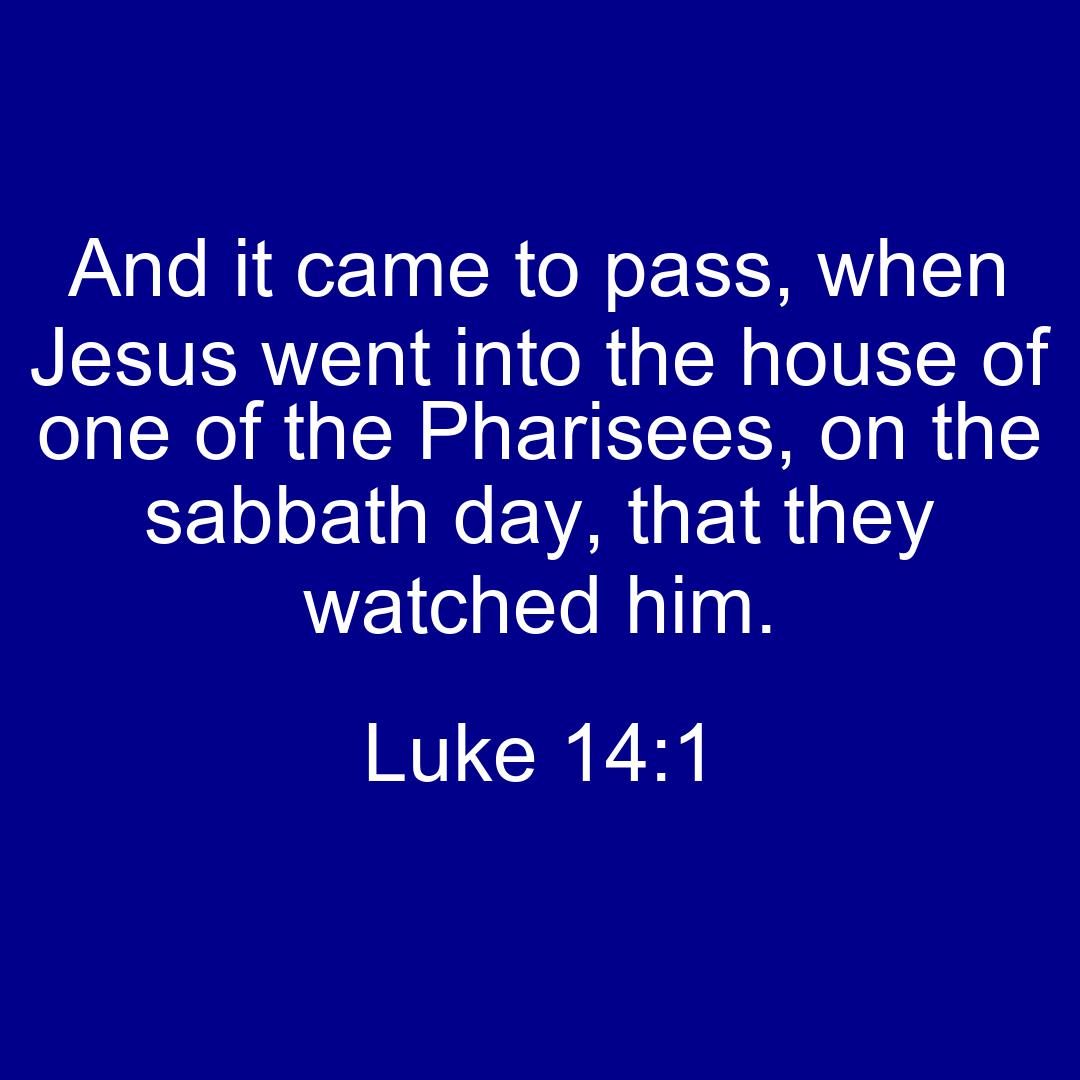 And it came to pass, when
Jesus went into the house of
one of the Pharisees, on the
sabbath day, that they
watched him.
Luke 14:1